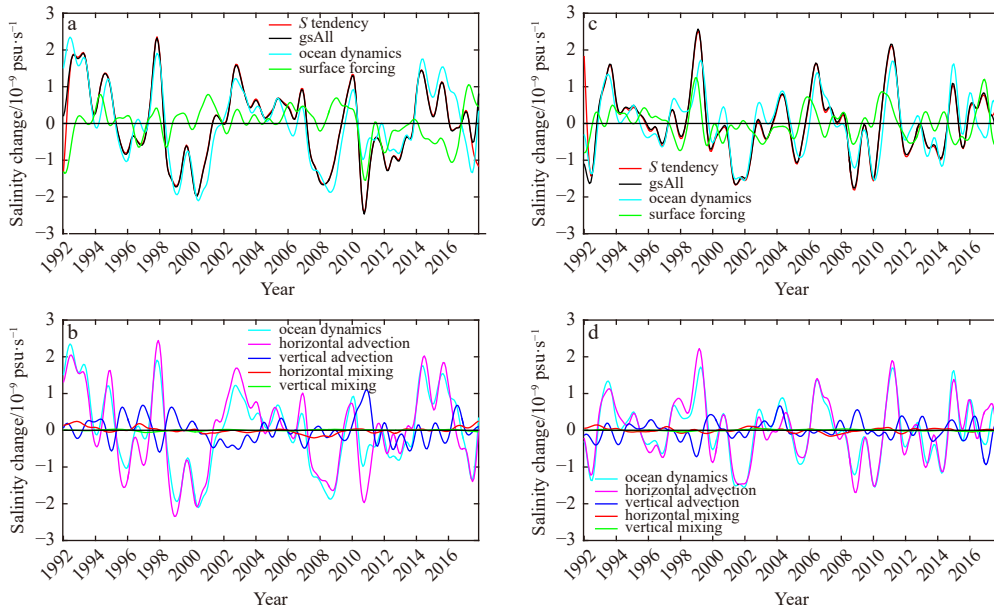 a
3
2
1
0
−1
−2
−3
Salinity change/10⁻⁹ psu·s⁻¹
S tendency
gsAll
ocean dynamics
surface forcing
1992
1994
1996
1998
2000
2002
2004
2006
2008
2010
2012
2014
2016
Year
c
3
2
1
0
−1
−2
−3
Salinity change/10⁻⁹ psu·s⁻¹
S tendency
gsAll
ocean dynamics
surface forcing
1992
1994
1996
1998
2000
2002
2004
2006
2008
2010
2012
2014
2016
Year
b
3
2
1
0
−1
−2
−3
Salinity change/10⁻⁹ psu·s⁻¹
ocean dynamics
horizontal advection
vertical advection
horizontal mixing
vertical mixing
1992
1994
1996
1998
2000
2002
2004
2006
2008
2010
2012
2014
2016
Year
d
3
2
1
0
−1
−2
−3
Salinity change/10⁻⁹ psu·s⁻¹
ocean dynamics
horizontal advection
vertical advection
horizontal mixing
vertical mixing
1992
1994
1996
1998
2000
2002
2004
2006
2008
2010
2012
2014
2016
Year